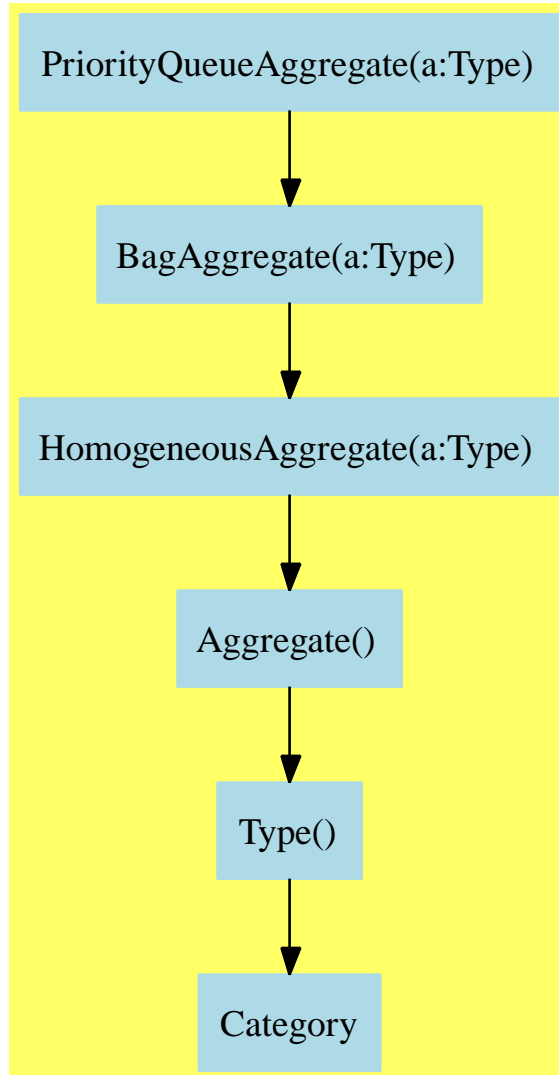 PriorityQueueAggregate(a:Type)
BagAggregate(a:Type)
HomogeneousAggregate(a:Type)
Aggregate()
Type()
Category